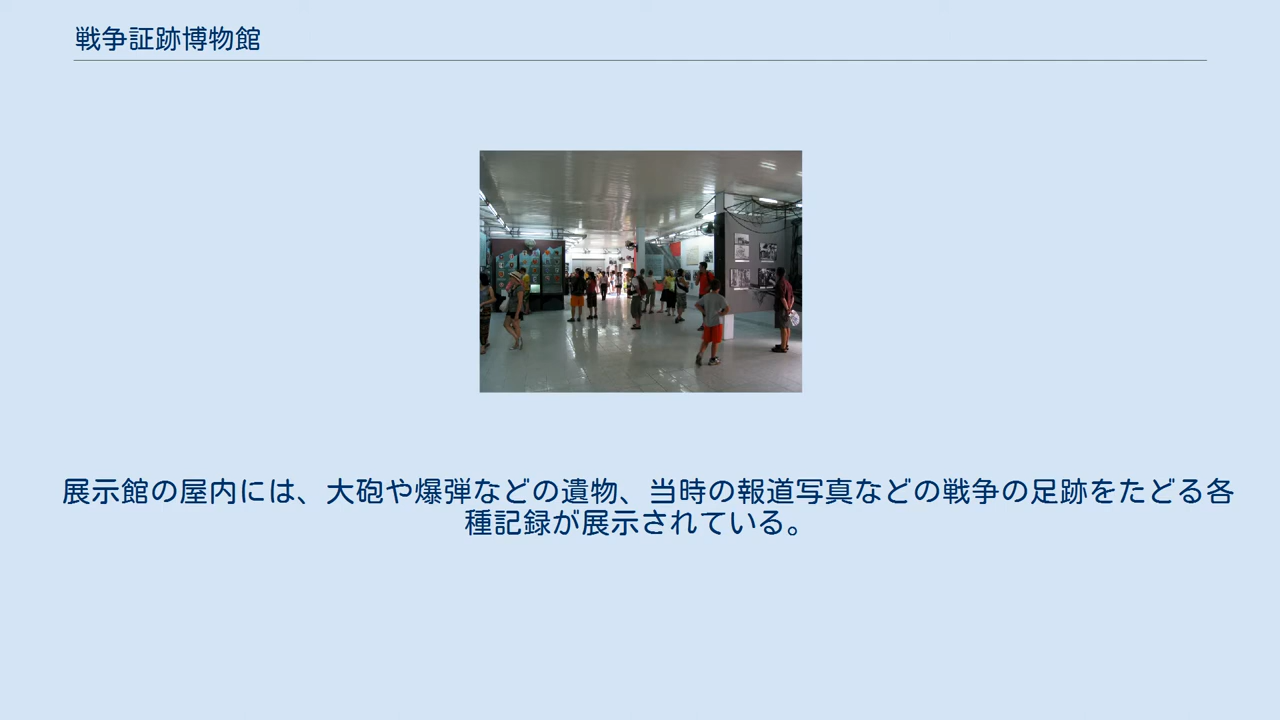 戦争証跡博物館
展示館の屋内には、大砲や爆弾などの遺物、当時の報道写真などの戦争の足跡をたどる各
種記録が展示されている。